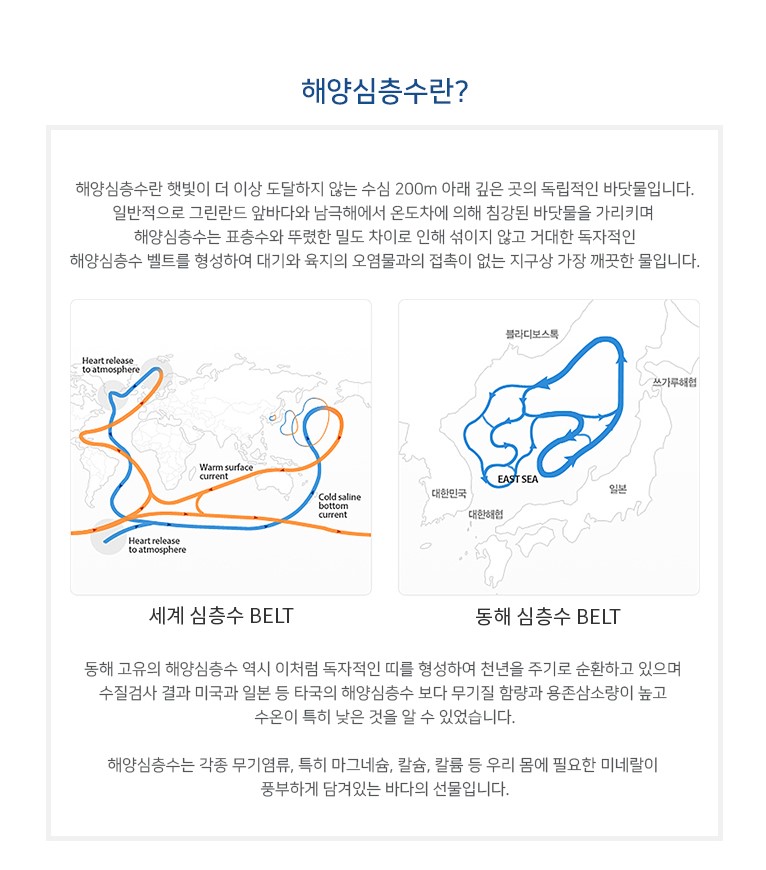 해양심층수란?
해양심층수란 햇빛이 더 이상 도달하지 않는 수심 200m 아래 깊은 곳의 독립적인 바닷물입니다.
일반적으로 그린란드 앞바다와 남극해에서 온도차에 의해 침강된 바닷물을 가리키며
해양심층수는 표층수와 뚜렷한 밀도 차이로 인해 섞이지 않고 거대한 독자적인
해양심층수 벨트를 형성하여 대기와 육지의 오염물과의 접촉이 없는 지구상 가장 깨끗한 물입니다.
Heart release
to atmosphere
Warm surface
current
Cold saline
bottom
current
Heart release
to atmosphere
세계 심층수 BELT
블라디보스톡
쓰가루해협
EAST SEA
대한민국
일본
대한해협
동해 심층수 BELT
동해 고유의 해양심층수 역시 이처럼 독자적인 띠를 형성하여 천년을 주기로 순환하고 있으며
수질검사 결과 미국과 일본 등 타국의 해양심층수 보다 무기질 함량과 용존삼소량이 높고
수온이 특히 낮은 것을 알 수 있었습니다.
해양심층수는 각종 무기염류, 특히 마그네슘, 칼슘, 칼륨 등 우리 몸에 필요한 미네랄이
풍부하게 담겨있는 바다의 선물입니다.